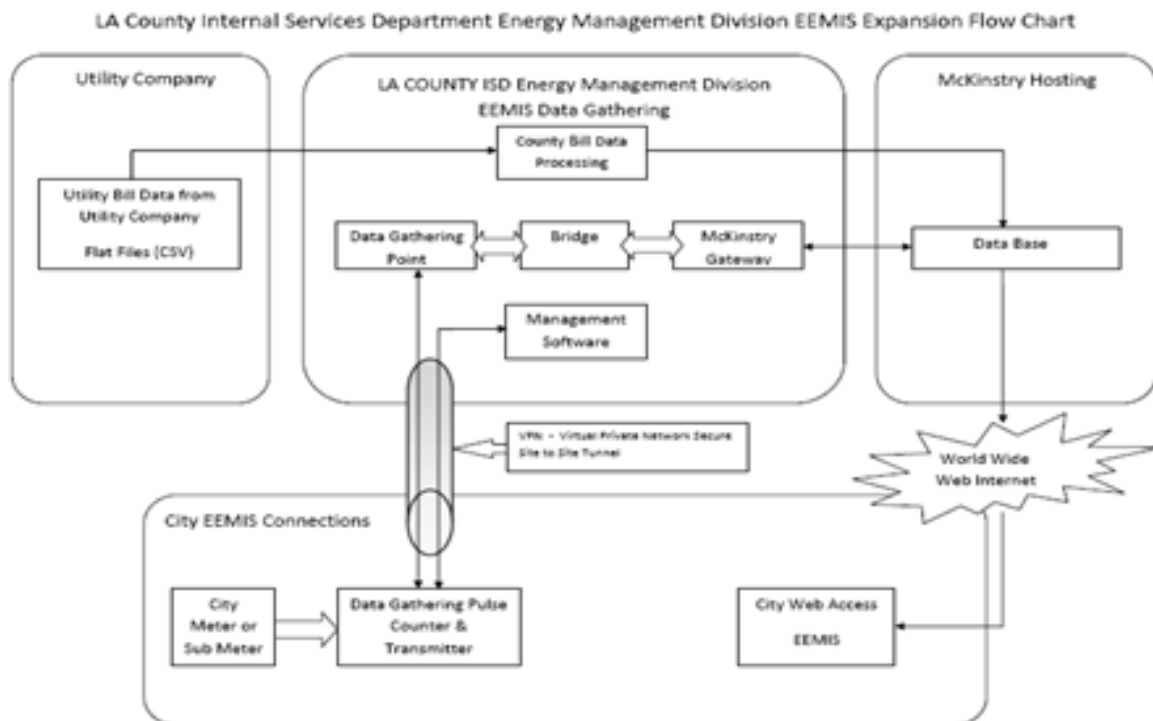 LA County Internal Services Department Energy Management Division EEMIS Expansion Flow Chart
Utility Company
LA COUNTY ISD Energy Management Division
EEMIS Data Gathering
McKinstry Hosting
County Bill Data
Processing
Utility Bill Data from
Utility Company
Flat Files (CSV)
Data Gathering
Point
Bridge
McKinstry
Gateway
Data Base
Management
Software
VPN – Virtual Private Network Secure
Site to Site Tunnel
World Wide
Web Internet
City EEMIS Connections
City
Meter or
Sub Meter
Data Gathering Pulse
Counter &
Transmitter
City Web Access
EEMIS